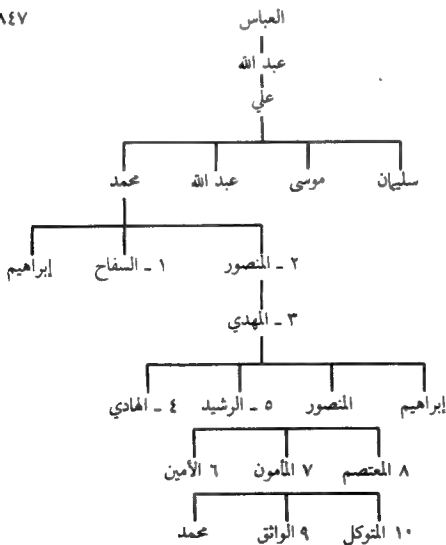 ٨٤٧
العباس
عبد الله
علي
سليمان موسى عبد الله محمد
٢ ـ المنصور ١ ـ السفاح إبراهيم
٣ ـ المهدي
إبراهيم المنصور ٥ ـ الرشيد ٤ ـ الهادي
٨ المعتصم ٧ المأمون ٦ الأمين
١٠ المتوكل ٩ الواثق محمد